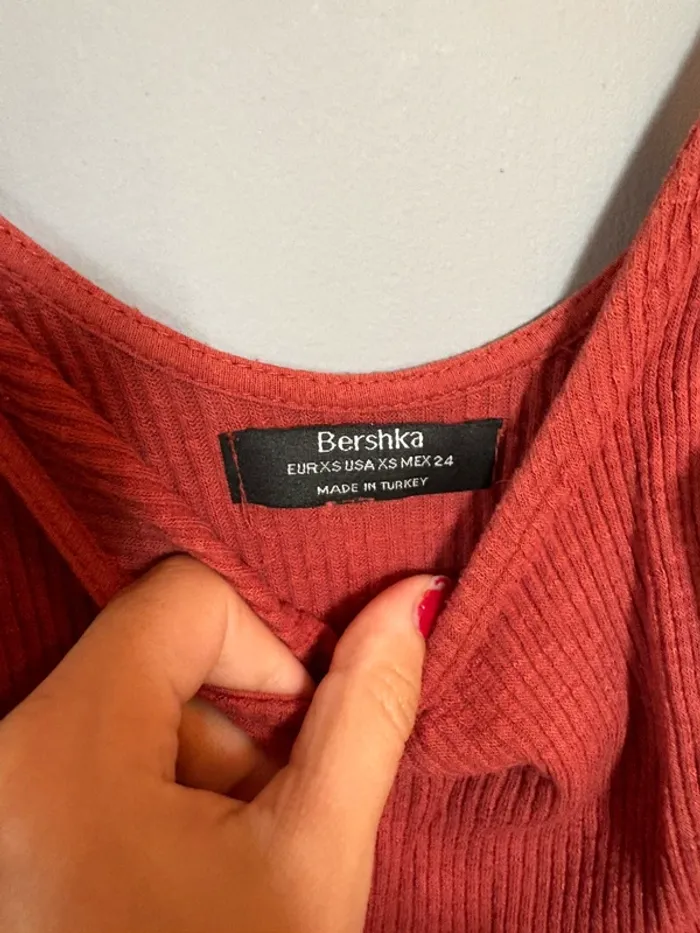 Bershka
EUR XS USA XS MEX 24
MADE IN TURKEY